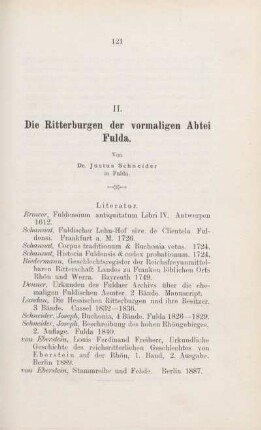 121
II.
Die Ritterburgen der vormaligen Abtei
Fulda.
Von
Dr. Justus Schneider
in Fulda.
Literatur.
Brower, Fuldensum antiquitatum Libri IV. Antwerpen
1612.
Schannat, Fuldischer Lehn-Hof sive de Clientela Ful-
densi. Frankfurt a. M. 1726.
Schannat, Corpus traditionum & Buchonia vetus. 1724.
Schannat, Historia Fuldensis & codex probationum. 1724.
Biedermann, Geschlechtsregister der Reichsfreyunmittel-
baren Ritterschaft Landes zu Franken löblichen Orts
Rhön und Werra. Bayreuth 1749.
Denner, Urkunden des Fuldaer Archivs über die ehe-
maligen Fuldischen Aemter. 2 Bände. Manuscript.
Landau, Die Hessischen Ritterburgen und ihre Besitzer.
3 Bände. Cassel 1832—1836.
Schneider, Joseph, Buchonia, 4 Bände. Fulda 1826—1829.
Schneider, Joseph, Beschreibung des hohen Rhöngebirges.
2. Auflage. Fulda 1840.
von Eberstein, Louis Ferdinand Freiherr, Urkundliche
Geschichte des reichsritterlichen Geschlechtes von
Eberstein auf der Rhön, 1. Band, 2. Ausgabe.
Berlin 1889.
von Eberstein, Stammreihe und Fehde. Berlin 1887.